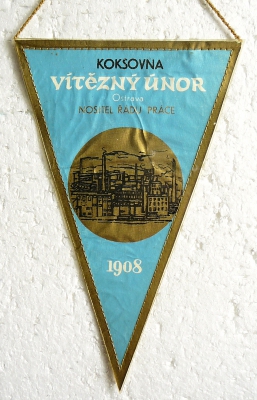 KOKSOVNA
VÍTĚZNÝ ÚNOR
Ostrava
NOSITEL ŘÁDU PRÁCE
1908